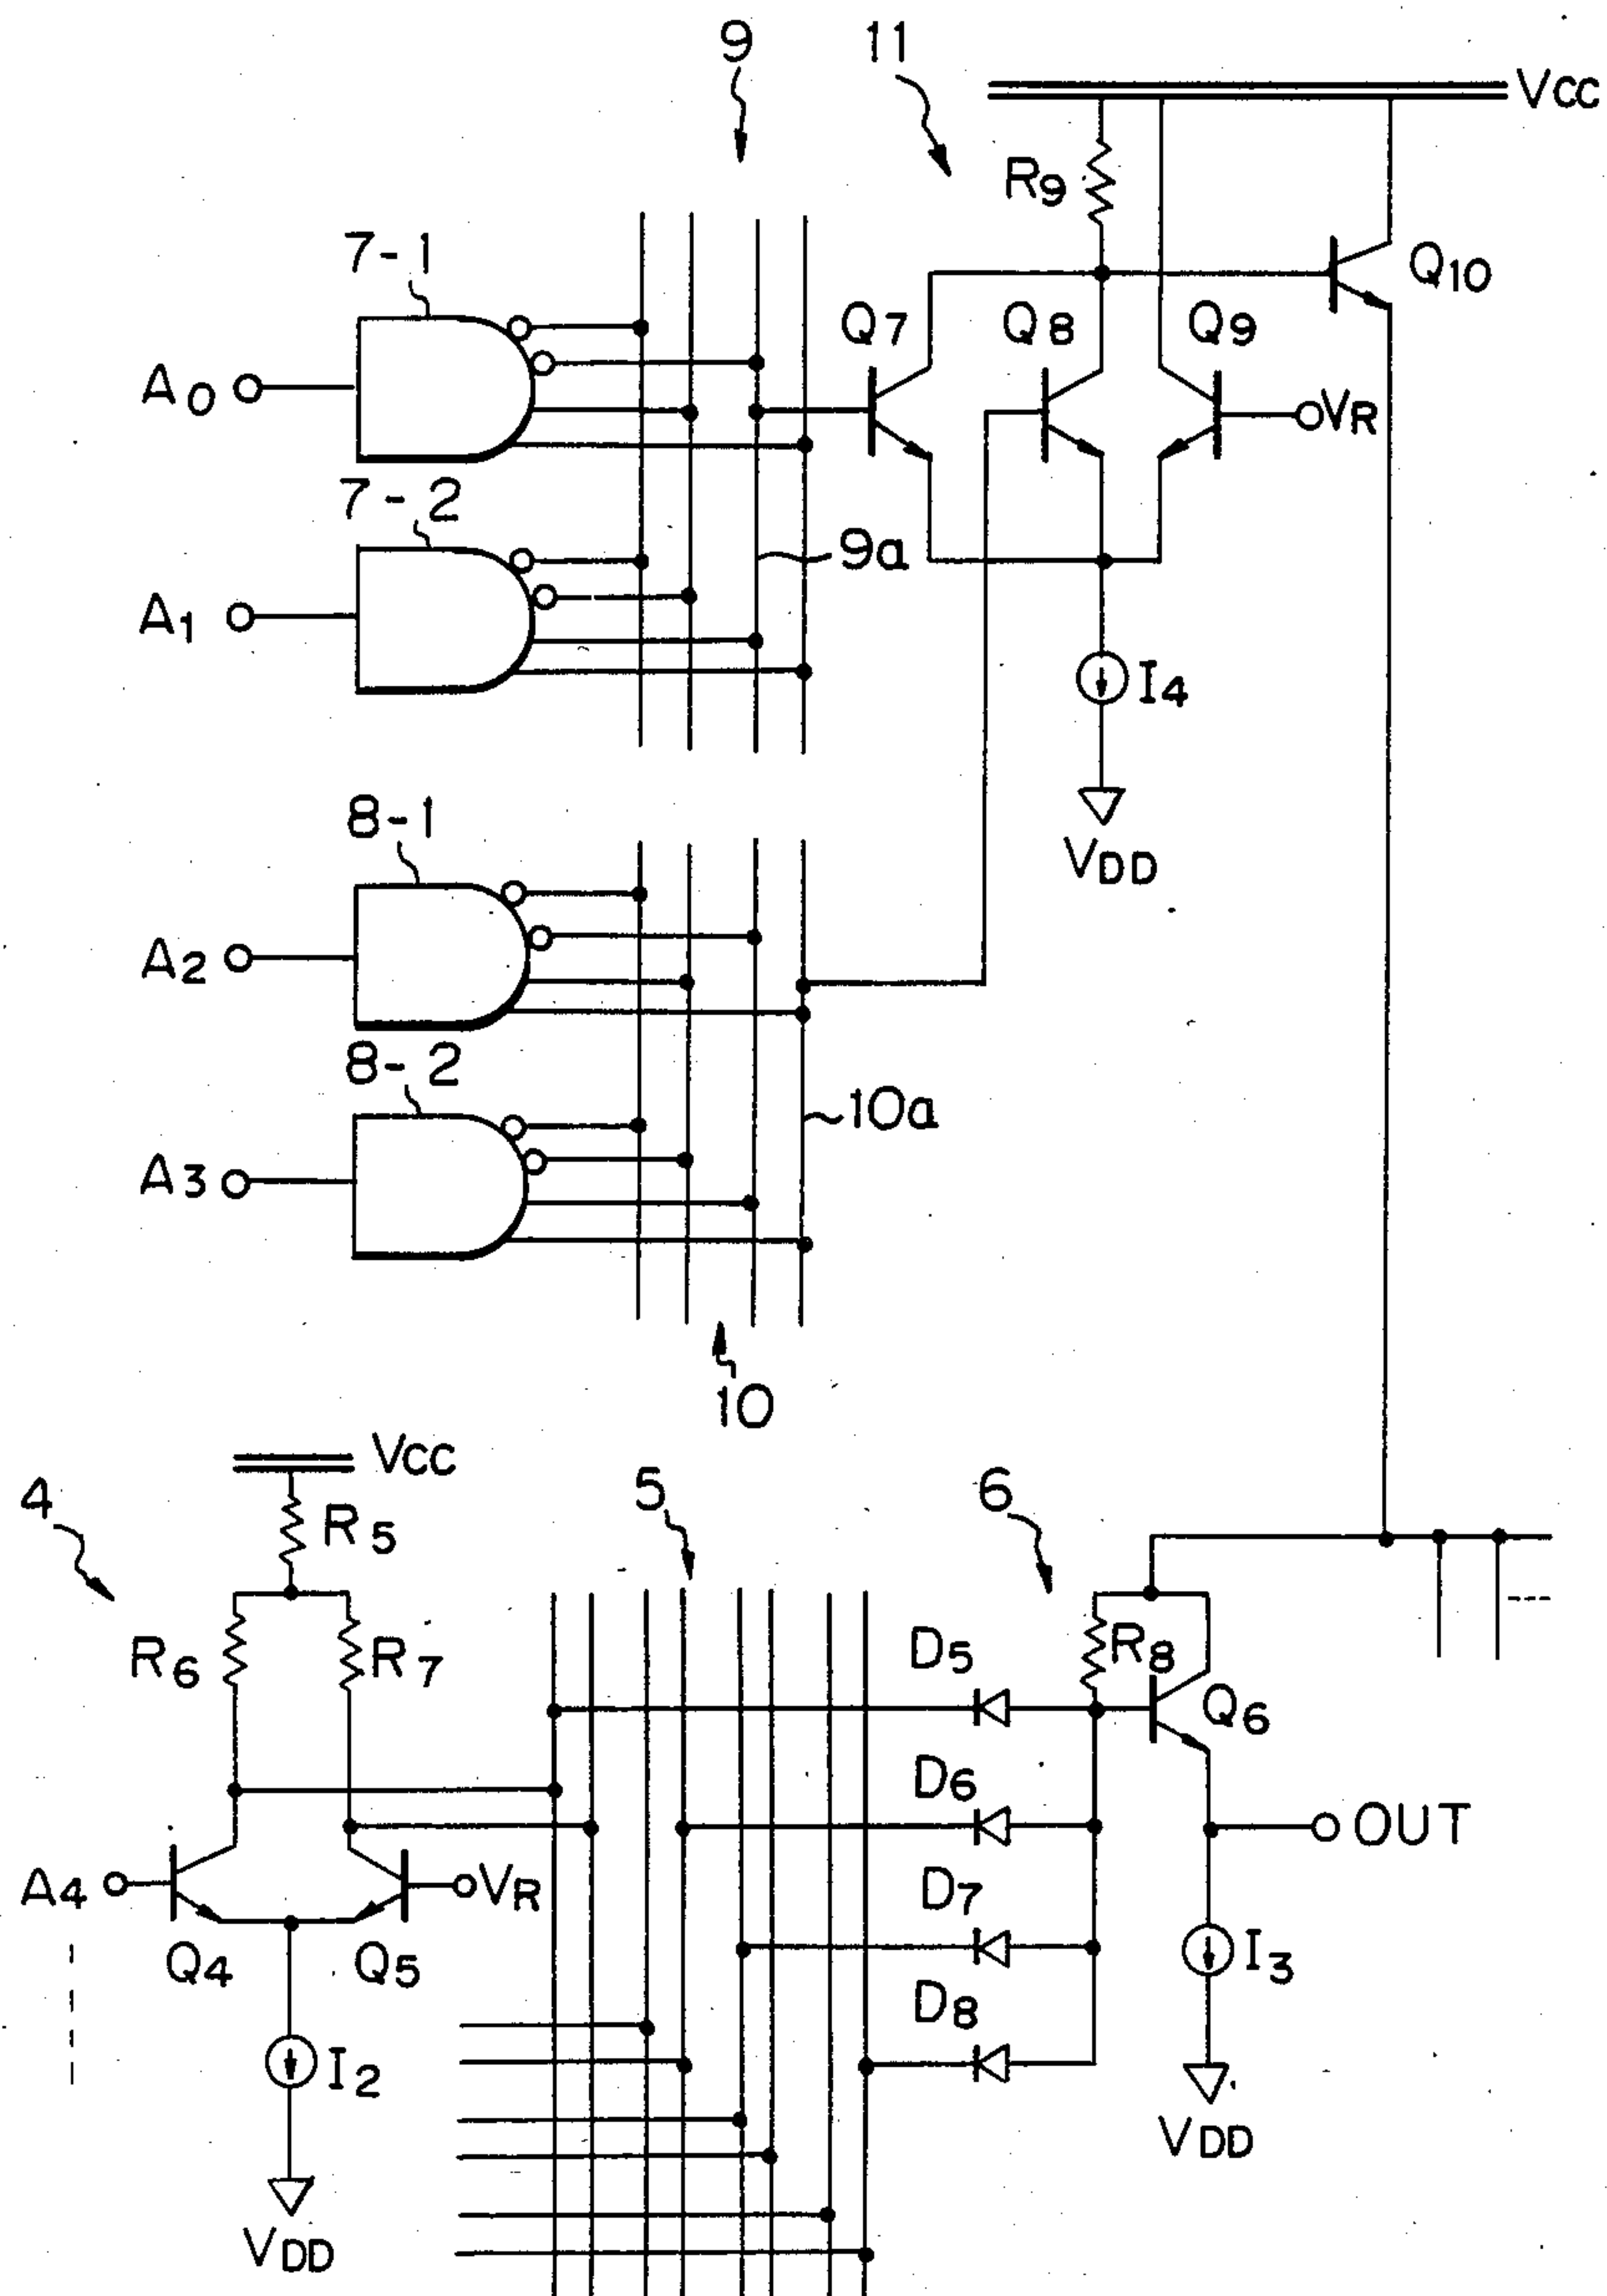 9
11
VCC
R9
7-1
Q10
Q7
Q8
Q9
A0
VR
7-2
9a
A1
I4
8-1
VDD
A2
8-2
10a
A3
10
VCC
4
5
6
R5
R6
R7
D5
R8
Q6
D6
OUT
A4
VR
D7
Q4
Q5
I3
D8
I2
VDD
VDD